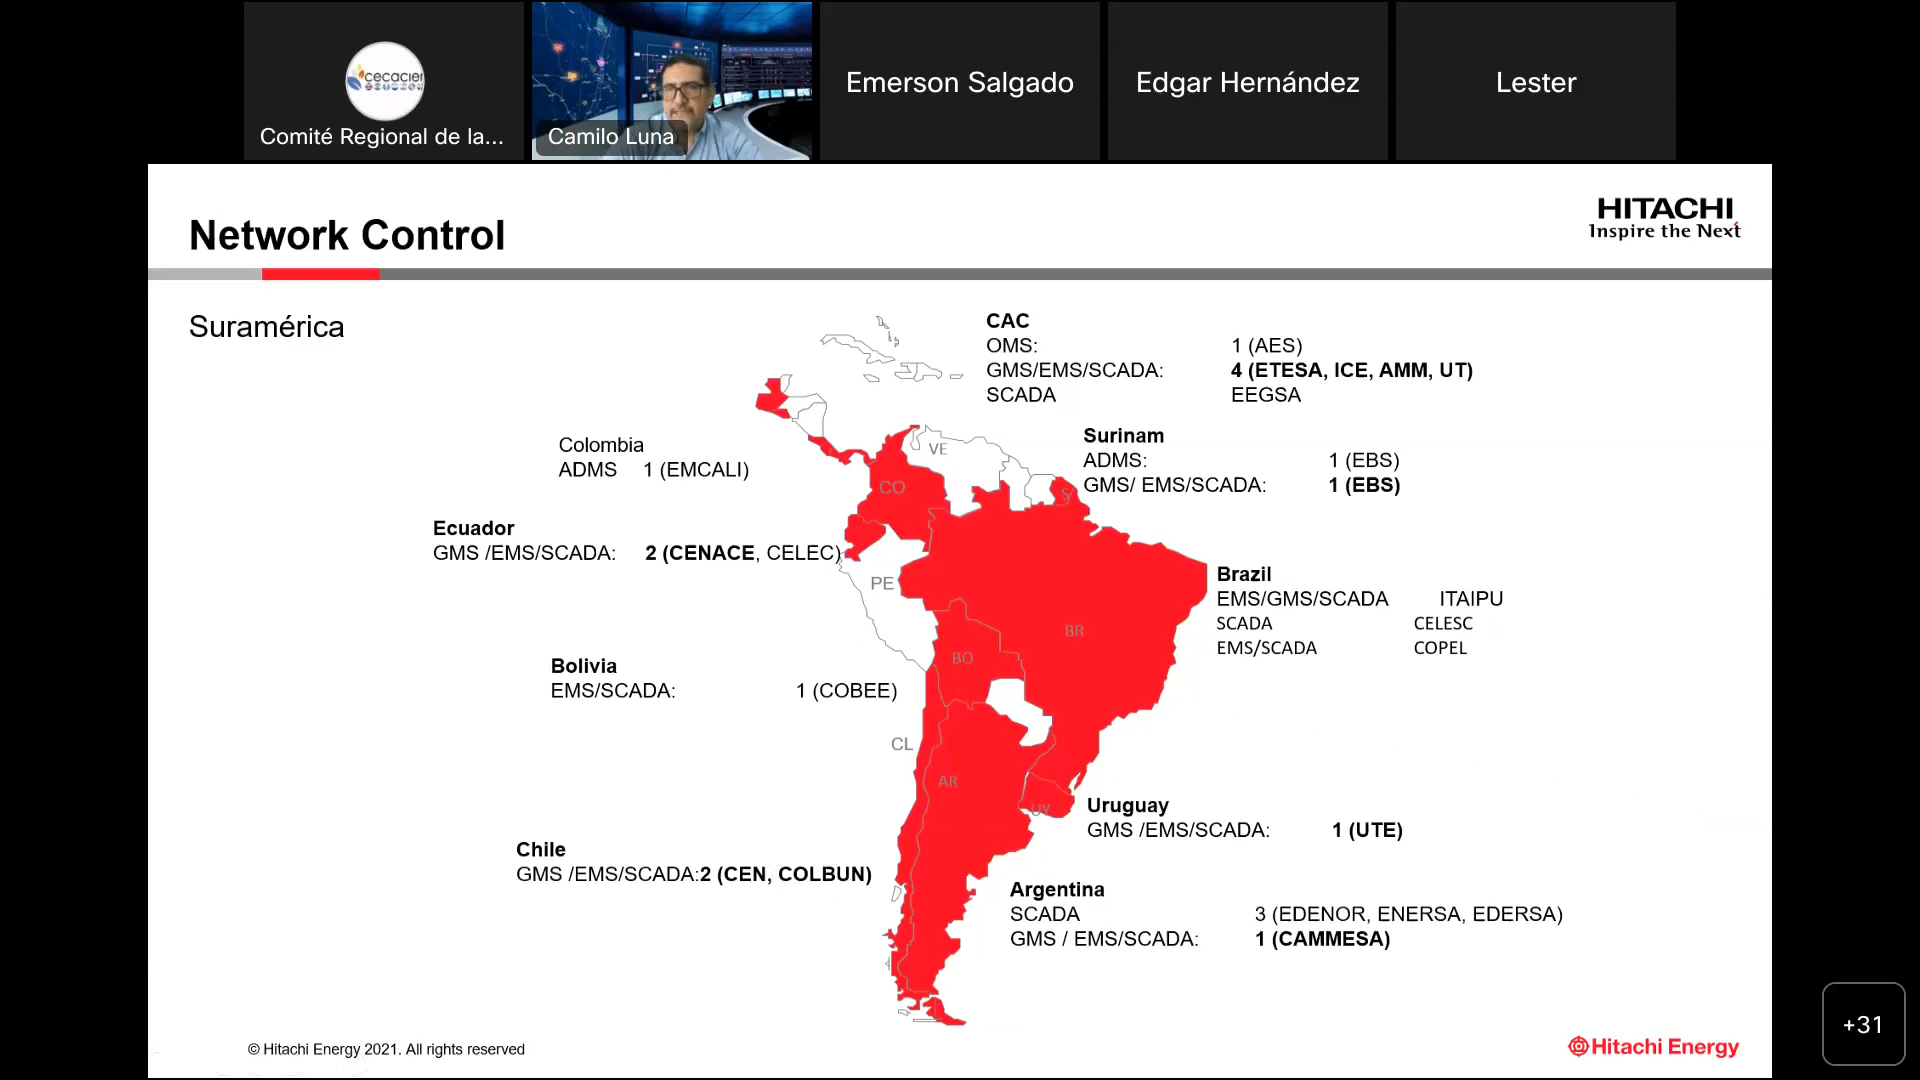 cecacier
Comité Regional de la...
Camilo Luna
Emerson Salgado
Edgar Hernández
Lester
HITACHI
Inspire the Next
Network Control
Suramérica
CAC
OMS: 1 (AES)
GMS/EMS/SCADA: 4 (ETESA, ICE, AMM, UT)
SCADA EEGSA
Colombia
ADMS 1 (EMCALI)
Surinam
ADMS: 1 (EBS)
GMS/ EMS/SCADA: 1 (EBS)
VE
CO
Ecuador
GMS /EMS/SCADA: 2 (CENACE, CELEC)
PE
Brazil
EMS/GMS/SCADA ITAIPU
SCADA CELESC
EMS/SCADA COPEL
BR
BO
Bolivia
EMS/SCADA: 1 (COBEE)
CL
AR
UY
Uruguay
GMS /EMS/SCADA: 1 (UTE)
Chile
GMS /EMS/SCADA:2 (CEN, COLBUN)
Argentina
SCADA 3 (EDENOR, ENERSA, EDERSA)
GMS / EMS/SCADA: 1 (CAMMESA)
© Hitachi Energy 2021. All rights reserved
Hitachi Energy
+31